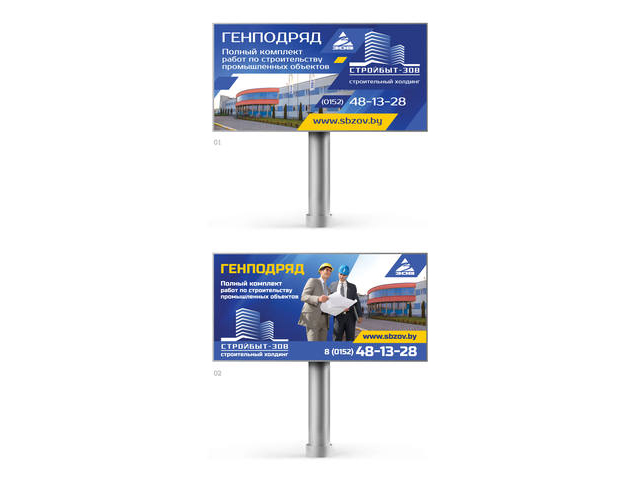 ГЕНПОДРЯД
Полный комплект
работ по строительству
промышленных объектов
ЗОВ
СТРОЙБЫТ-ЗОВ
строительный холдинг
(0152) 48-13-28
www.sbzov.by
01
ГЕНПОДРЯД
Полный комплект
работ по строительству
промышленных объектов
ЗОВ
СТРОЙБЫТ-ЗОВ
строительный холдинг
www.sbzov.by
8 (0152) 48-13-28
02